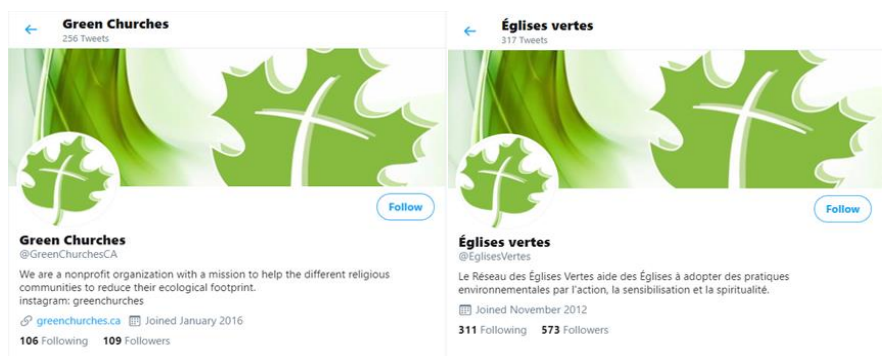 Green Churches
256 Tweets
Follow
Green Churches
@GreenChurchesCA
We are a nonprofit organization with a mission to help the different religious
communities to reduce their ecological footprint.
instagram: greenchurches
greenchurches.ca Joined January 2016
106 Following 109 Followers
Églises vertes
317 Tweets
Follow
Églises vertes
@EglisesVertes
Le Réseau des Églises Vertes aide des Églises à adopter des pratiques
environnementales par l'action, la sensibilisation et la spiritualité.
Joined November 2012
311 Following 573 Followers